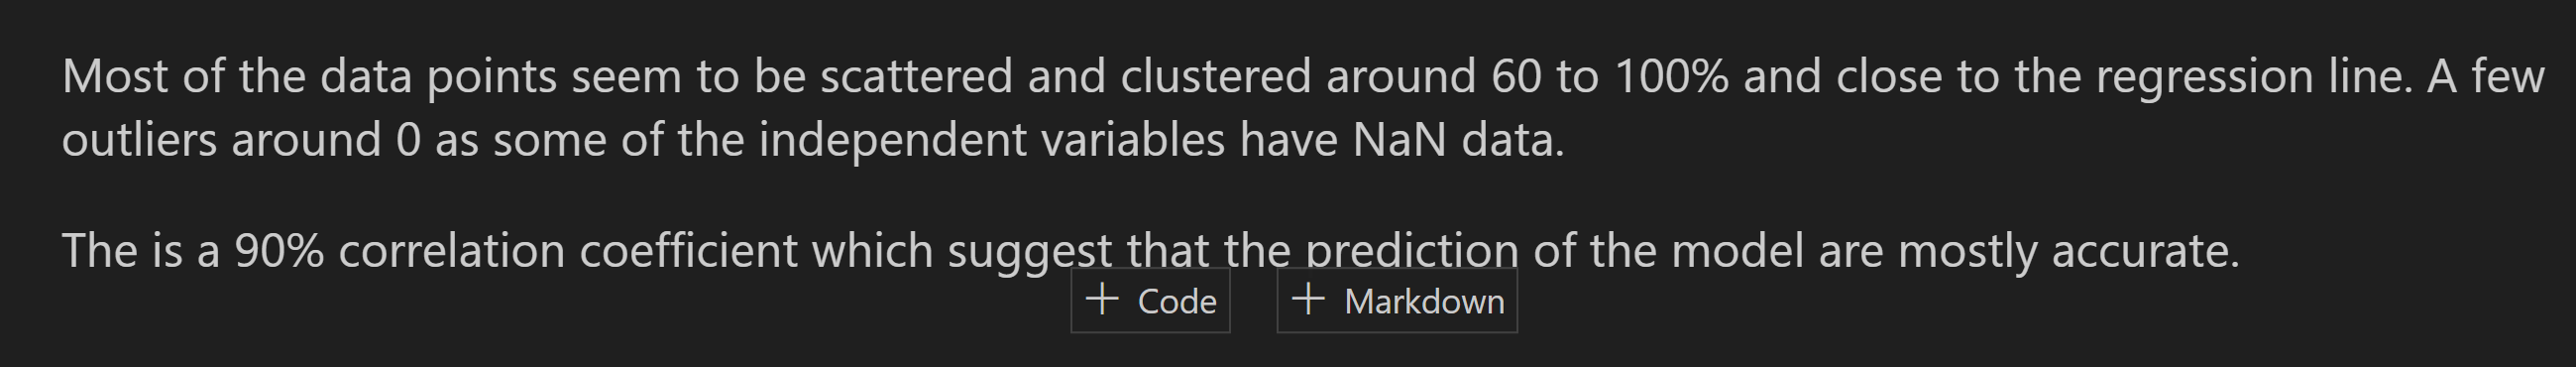 Most of the data points seem to be scattered and clustered around 60 to 100% and close to the regression line. A few
outliers around 0 as some of the independent variables have NaN data.
The is a 90% correlation coefficient which suggest that the prediction of the model are mostly accurate.
+ Code + Markdown